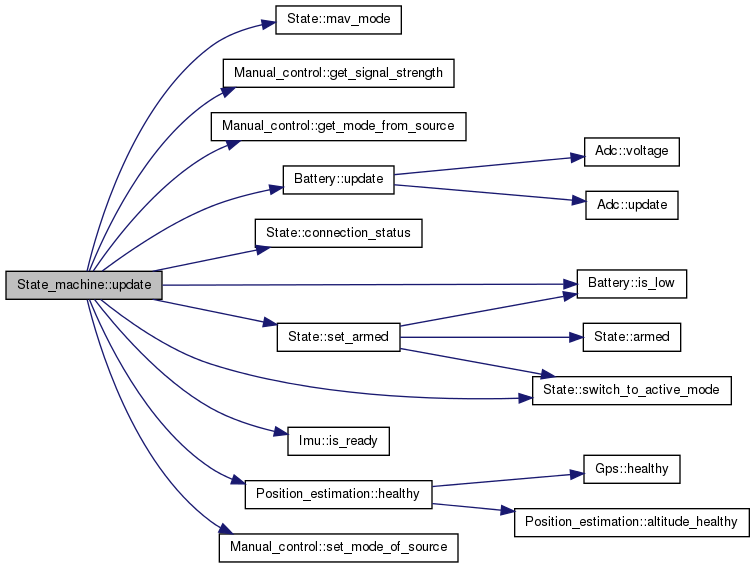 State::mav_mode
Manual_control::get_signal_strength
Manual_control::get_mode_from_source
Battery::update
Adc::voltage
Adc::update
State::connection_status
State_machine::update
Battery::is_low
State::set_armed
State::armed
State::switch_to_active_mode
Imu::is_ready
Position_estimation::healthy
Gps::healthy
Position_estimation::altitude_healthy
Manual_control::set_mode_of_source